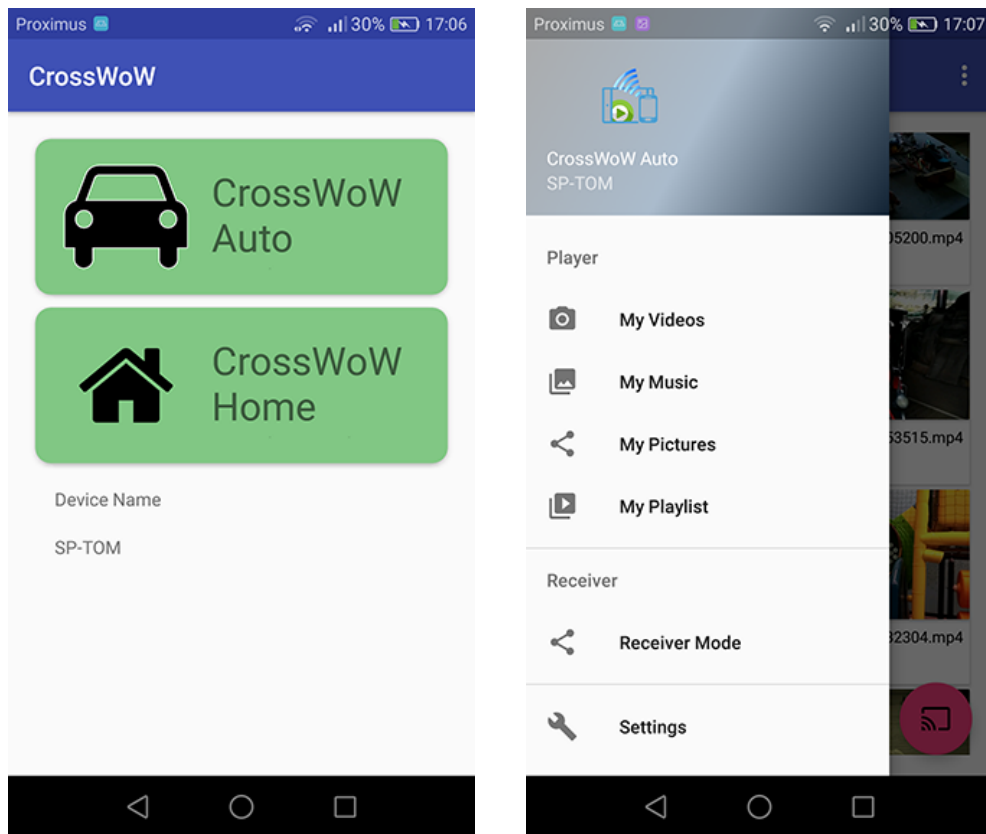 Proximus 30% 17:06
CrossWoW
CrossWoW
Auto
CrossWoW
Home
Device Name
SP-TOM
Proximus 30% 17:07
CrossWoW Auto
SP-TOM
Player
My Videos
My Music
My Pictures
My Playlist
Receiver
Receiver Mode
Settings
05200.mp4
53515.mp4
32304.mp4